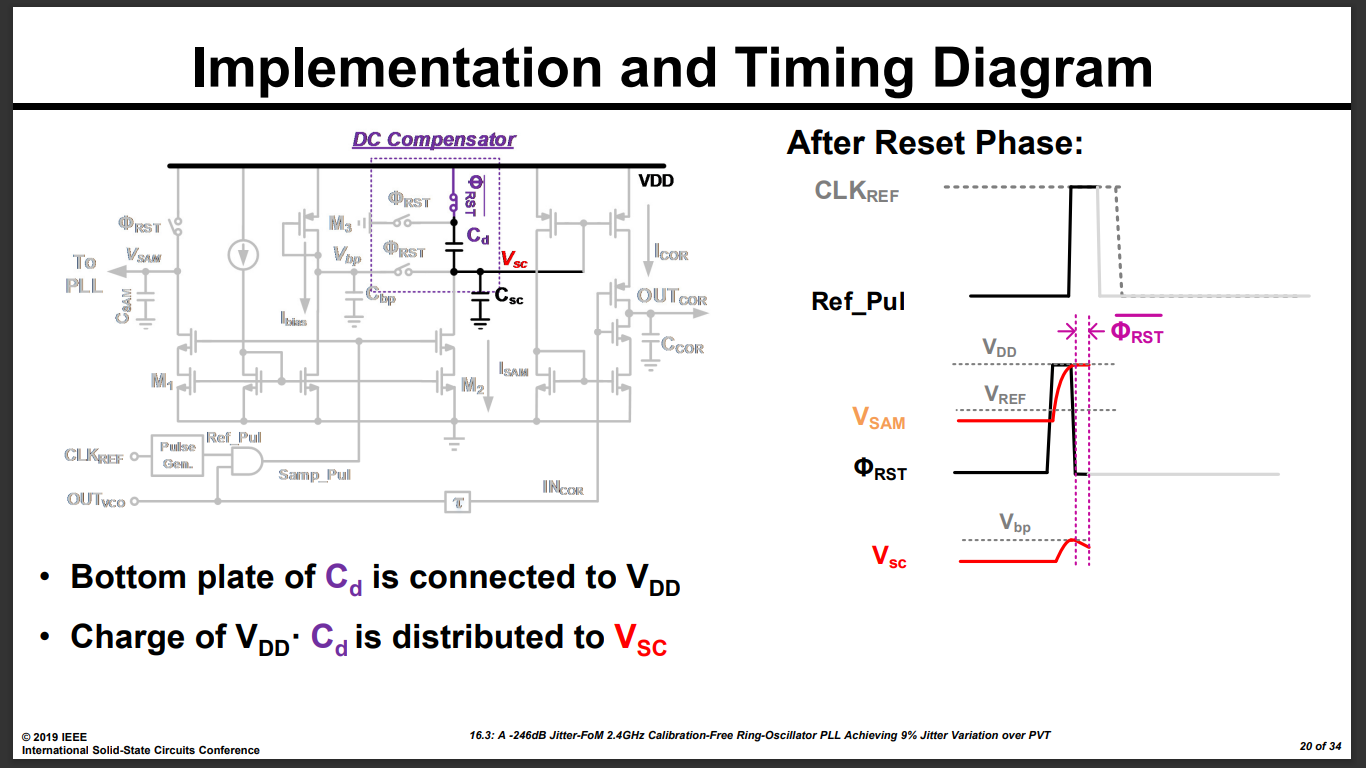 Implementation and Timing Diagram
DC Compensator
After Reset Phase:
VDD
CLKREF
ΦRST
ΦRST
ΦRST
M3
Cd
ΦRST
VSAM
Vbp
ΦRST
Vsc
ICOR
To
PLL
CSAM
Cbp
Csc
OUTCOR
Ref_Pul
Ibias
CCOR
ΦRST
VDD
M1
M2
ISAM
VREF
VSAM
CLKREF
Pulse
Gen.
Ref_Pul
Samp_Pul
ΦRST
OUTVCO
τ
INCOR
Vbp
Vsc
• Bottom plate of Cd is connected to VDD
• Charge of VDD· Cd is distributed to VSC
© 2019 IEEE
International Solid-State Circuits Conference
16.3: A -246dB Jitter-FoM 2.4GHz Calibration-Free Ring-Oscillator PLL Achieving 9% Jitter Variation over PVT
20 of 34